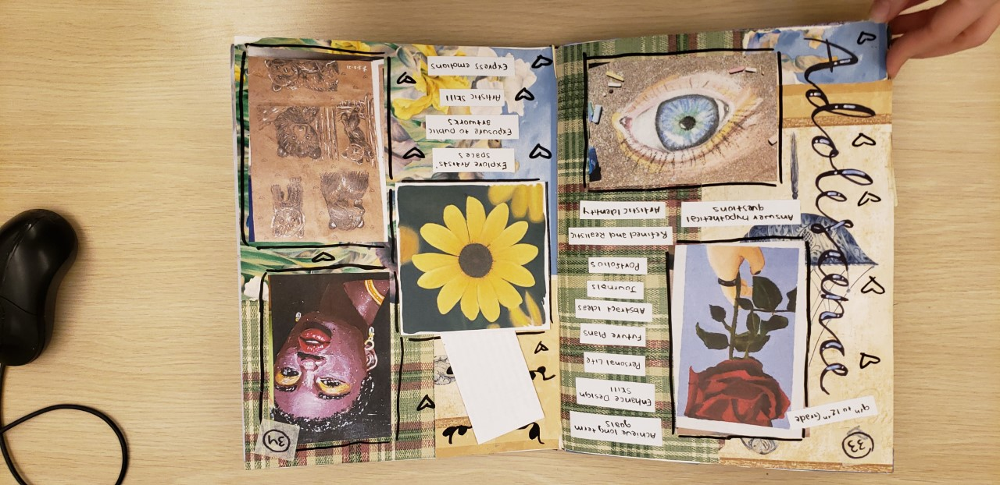 33
Adolescence
9th to 12th Grade
Achieve long term
goals
Enhance Design
Skill
Personal Life
Future Plans
Abstract Ideas
Journals
Portfolios
Refined and Realistic
Answer hypothetical
questions
Artistic Identity
34
Explore Artists'
spaces
Exposure to public
artworks
Artistic Skill
Express emotions